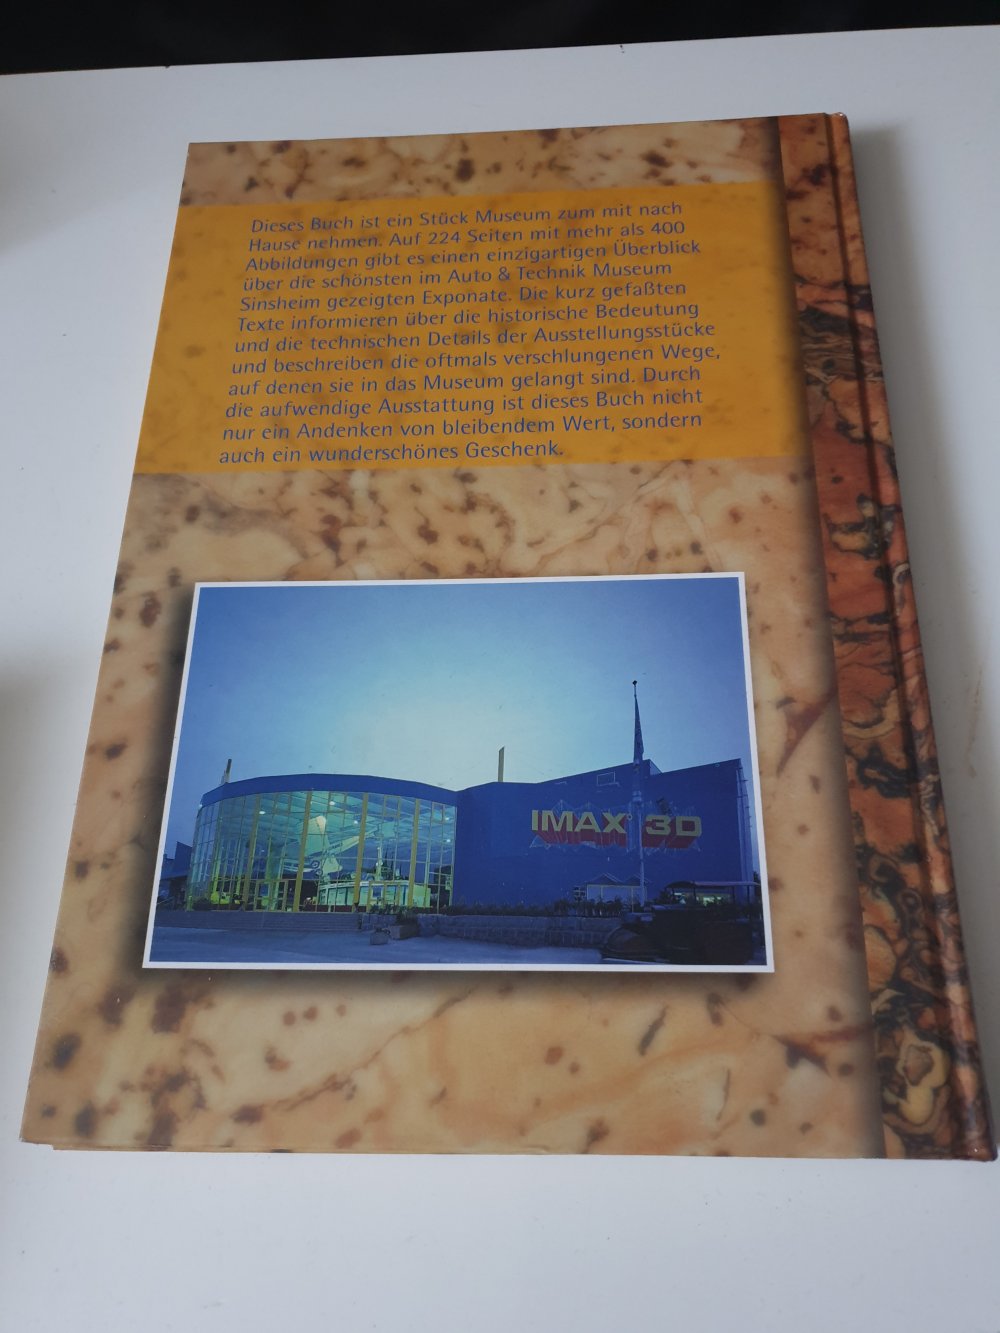 Dieses Buch ist ein Stück Museum zum mit nach
Hause nehmen. Auf 224 Seiten mit mehr als 400
Abbildungen gibt es einen einzigartigen Überblick
über die schönsten im Auto & Technik Museum
Sinsheim gezeigten Exponate. Die kurz gefaßten
Texte informieren über die historische Bedeutung
und die technischen Details der Ausstellungsstücke
und beschreiben die oftmals verschlungenen Wege,
auf denen sie in das Museum gelangt sind. Durch
die aufwendige Ausstattung ist dieses Buch nicht
nur ein Andenken von bleibendem Wert, sondern
auch ein wunderschönes Geschenk.
IMAX 3D